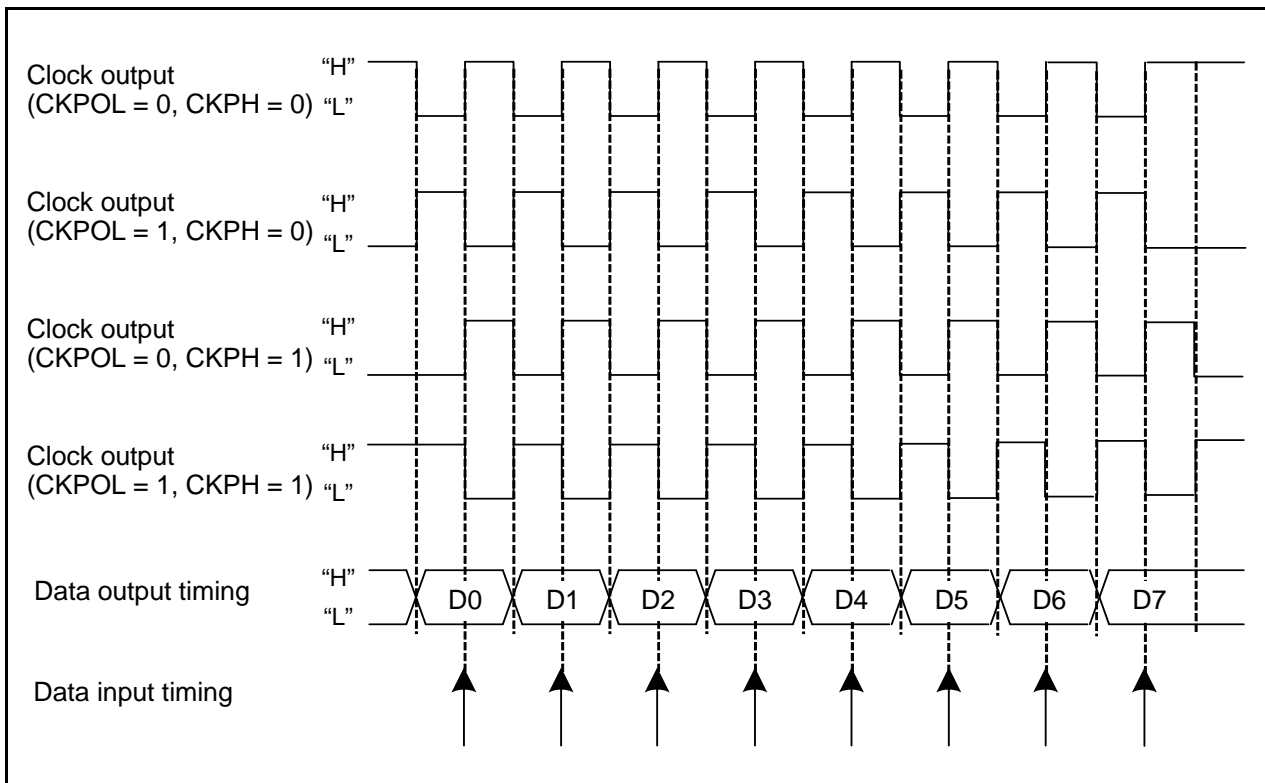 Clock output
(CKPOL = 0, CKPH = 0)
“H”
“L”
Clock output
(CKPOL = 1, CKPH = 0)
“H”
“L”
Clock output
(CKPOL = 0, CKPH = 1)
“H”
“L”
Clock output
(CKPOL = 1, CKPH = 1)
“H”
“L”
Data output timing
“H”
“L”
D0 D1 D2 D3 D4 D5 D6 D7
Data input timing